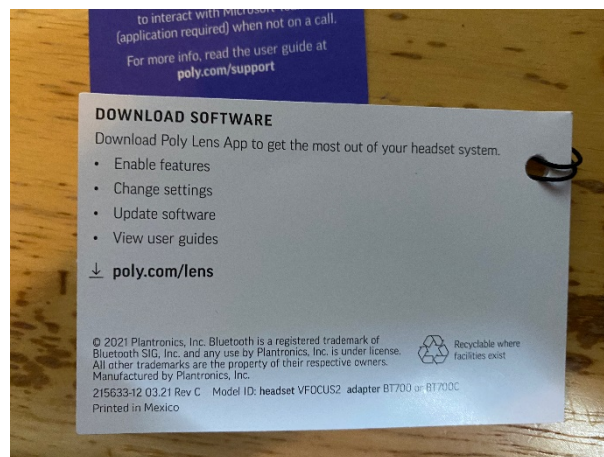 to interact with Microsoft
(application required) when not on a call.
For more info, read the user guide at
poly.com/support
DOWNLOAD SOFTWARE
Download Poly Lens App to get the most out of your headset system.
• Enable features
• Change settings
• Update software
• View user guides
poly.com/lens
© 2021 Plantronics, Inc. Bluetooth is a registered trademark of
Bluetooth SIG, Inc. and any use by Plantronics, Inc. is under license.
All other trademarks are the property of their respective owners.
Manufactured by Plantronics, Inc.
Recyclable where
facilities exist
215633-12 03.21 Rev C Model ID: headset VFOCUS2 adapter BT700 or BT700C
Printed in Mexico